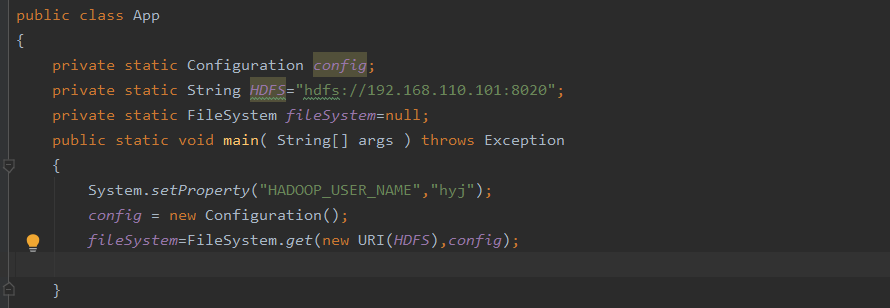 public class App
{
private static Configuration config;
private static String HDFS="hdfs://192.168.110.101:8020";
private static FileSystem fileSystem=null;
public static void main( String[] args ) throws Exception
{
System.setProperty("HADOOP_USER_NAME","hyj");
config = new Configuration();
fileSystem=FileSystem.get(new URI(HDFS),config);
}